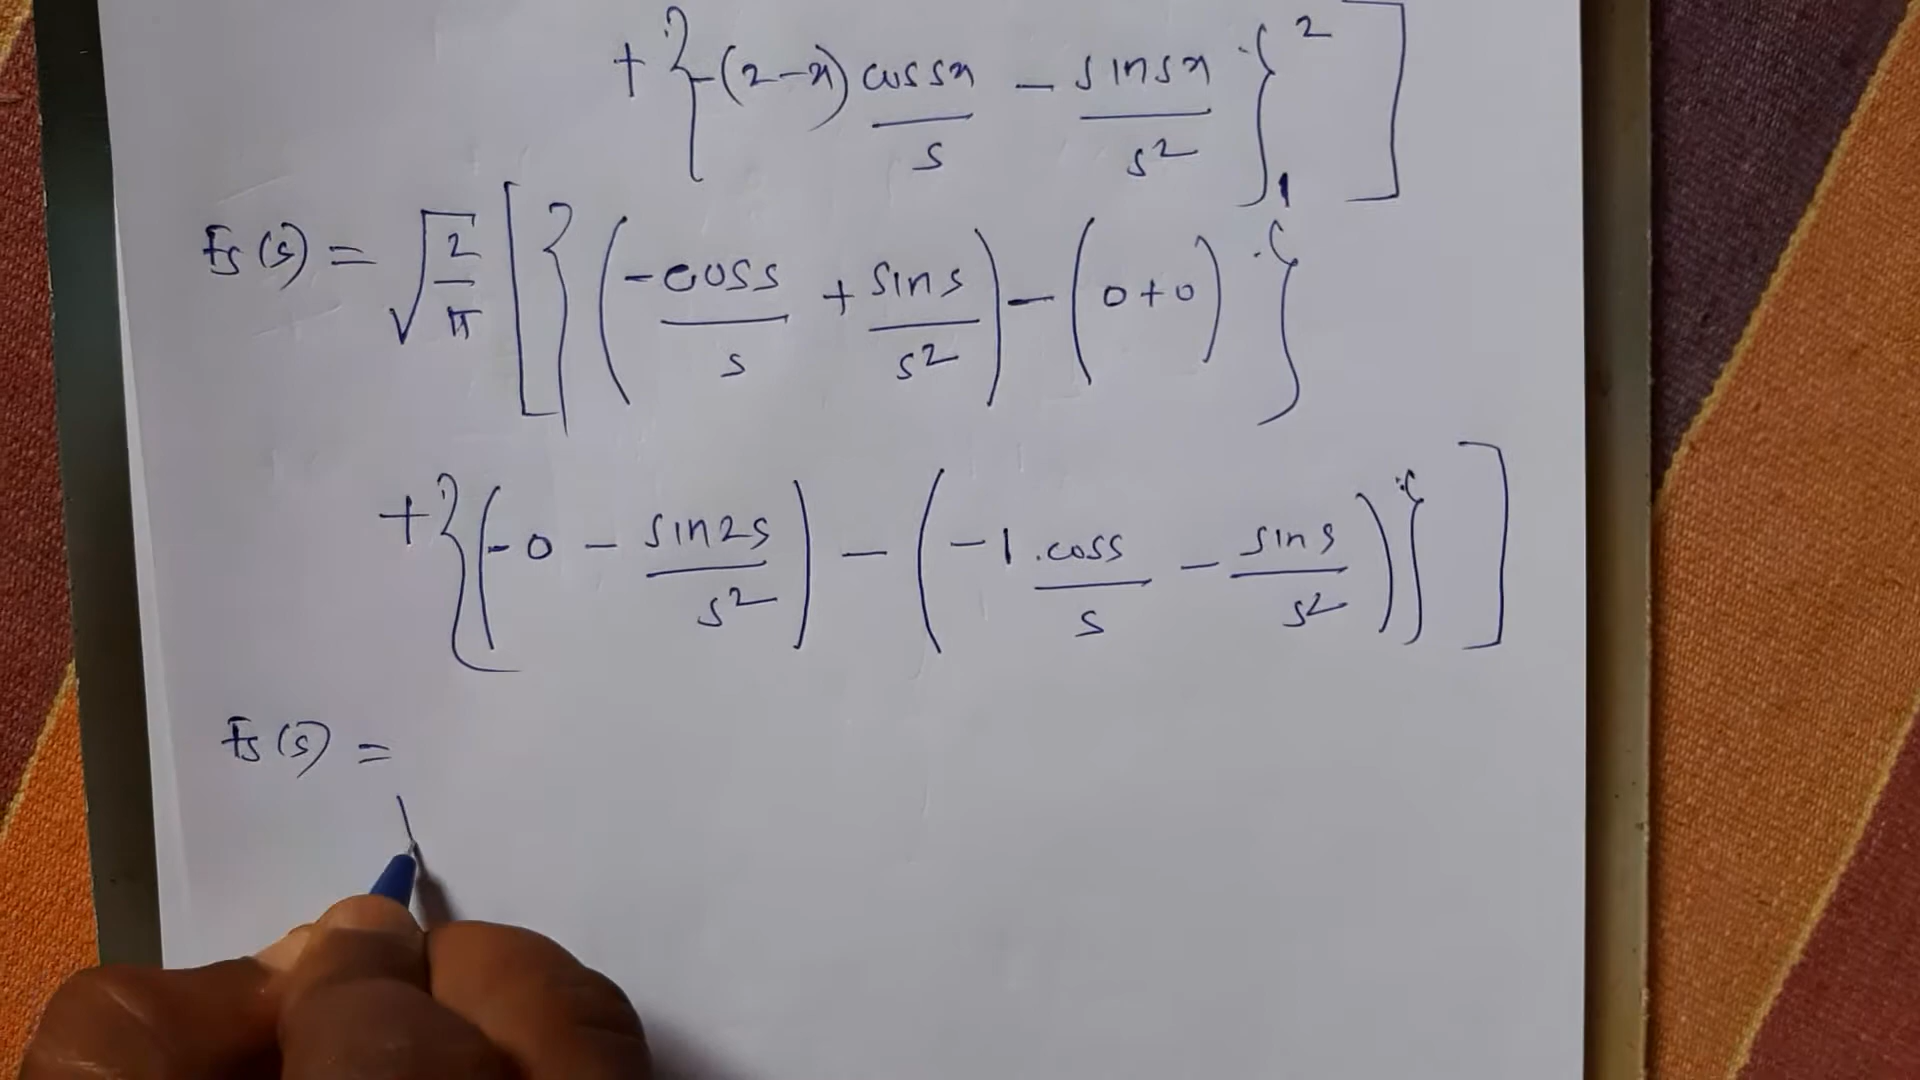 + { -(2-x) cos sx / s - sin sx / s² }₁² ]
Fs(s) = √(2/π) [ { ( -cos s / s + sin s / s² ) - ( 0+0 ) }
+ { ( -0 - sin 2s / s² ) - ( -1 . cos s / s - sin s / s² ) } ]
Fs(s) =